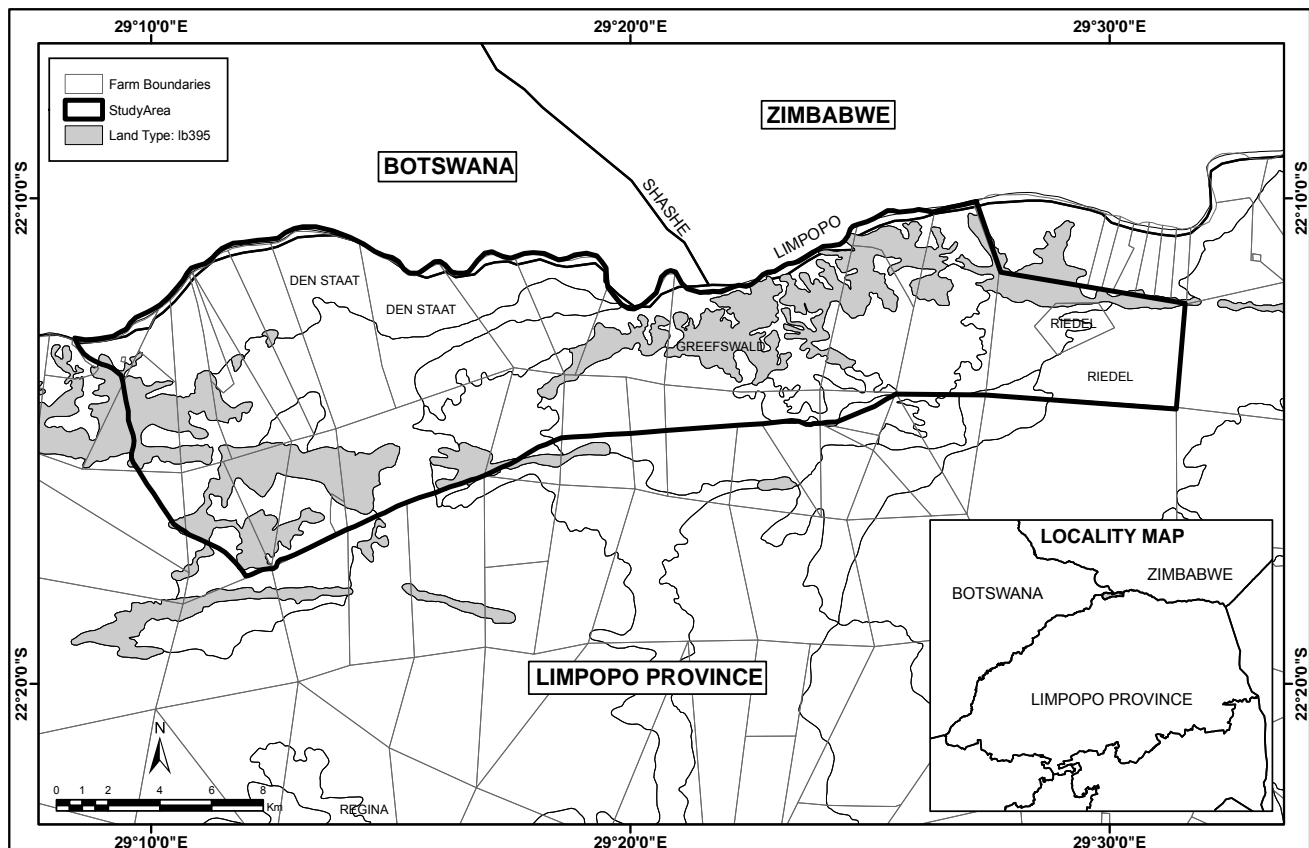 29°10'0"E
29°20'0"E
29°30'0"E
Farm Boundaries
StudyArea
Land Type: Ib395
ZIMBABWE
BOTSWANA
22°10'0"S
22°10'0"S
SHASHE
LIMPOPO
DEN STAAT
DEN STAAT
RIEDEL
GREEFSWALD
RIEDEL
LOCALITY MAP
ZIMBABWE
BOTSWANA
LIMPOPO PROVINCE
LIMPOPO PROVINCE
22°20'0"S
22°20'0"S
N
0 1 2 4 6 8
Km
REGINA
29°10'0"E
29°20'0"E
29°30'0"E